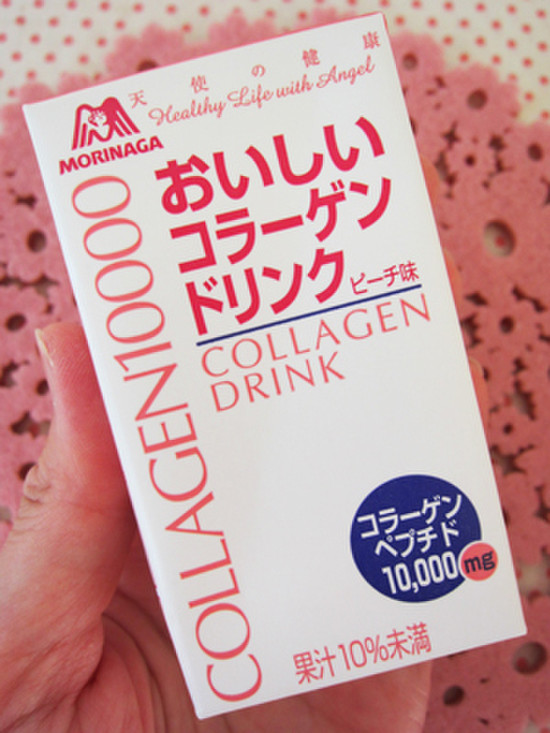 天使の健康
Healthy Life with Angel
MORINAGA
おいしい
コラーゲン
ドリンク ピーチ味
COLLAGEN
DRINK
COLLAGEN10000
コラーゲン
ペプチド
10,000mg
果汁10%未満